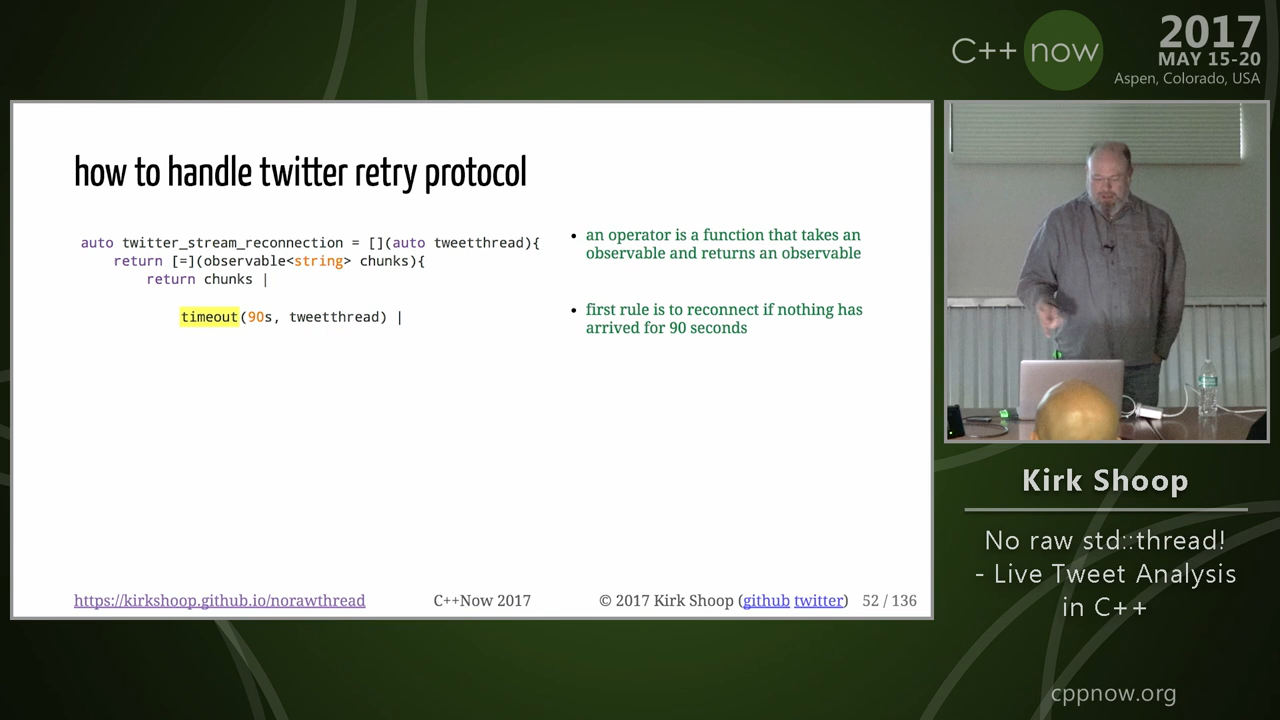 C++ now
2017
MAY 15-20
Aspen, Colorado, USA
how to handle twitter retry protocol
auto twitter_stream_reconnection = [](auto tweetthread){
return [=](observable<string> chunks){
return chunks |
timeout(90s, tweetthread) |
• an operator is a function that takes an
observable and returns an observable
• first rule is to reconnect if nothing has
arrived for 90 seconds
https://kirkshoop.github.io/norawthread
C++Now 2017
© 2017 Kirk Shoop (github twitter)
52 / 136
Kirk Shoop
No raw std::thread!
- Live Tweet Analysis
in C++
cppnow.org